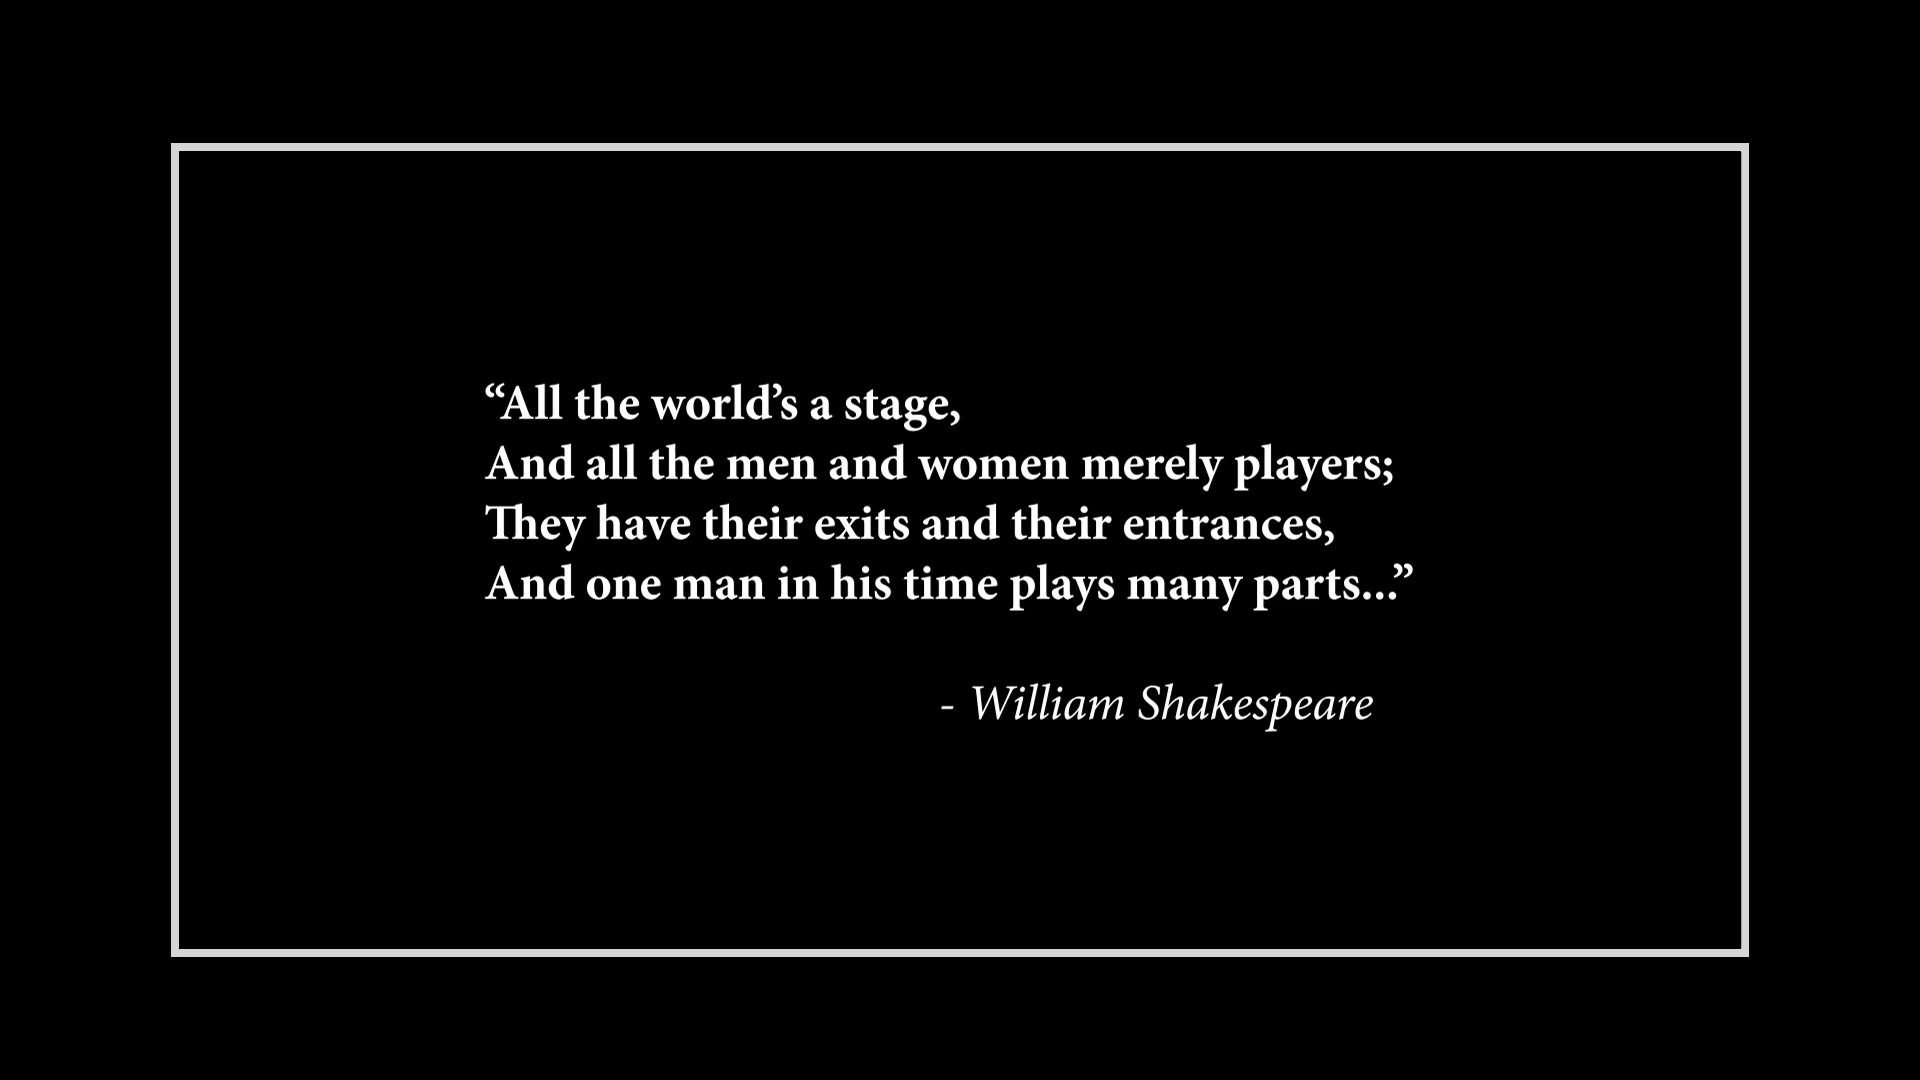 “All the world’s a stage,
And all the men and women merely players;
They have their exits and their entrances,
And one man in his time plays many parts...”
- William Shakespeare